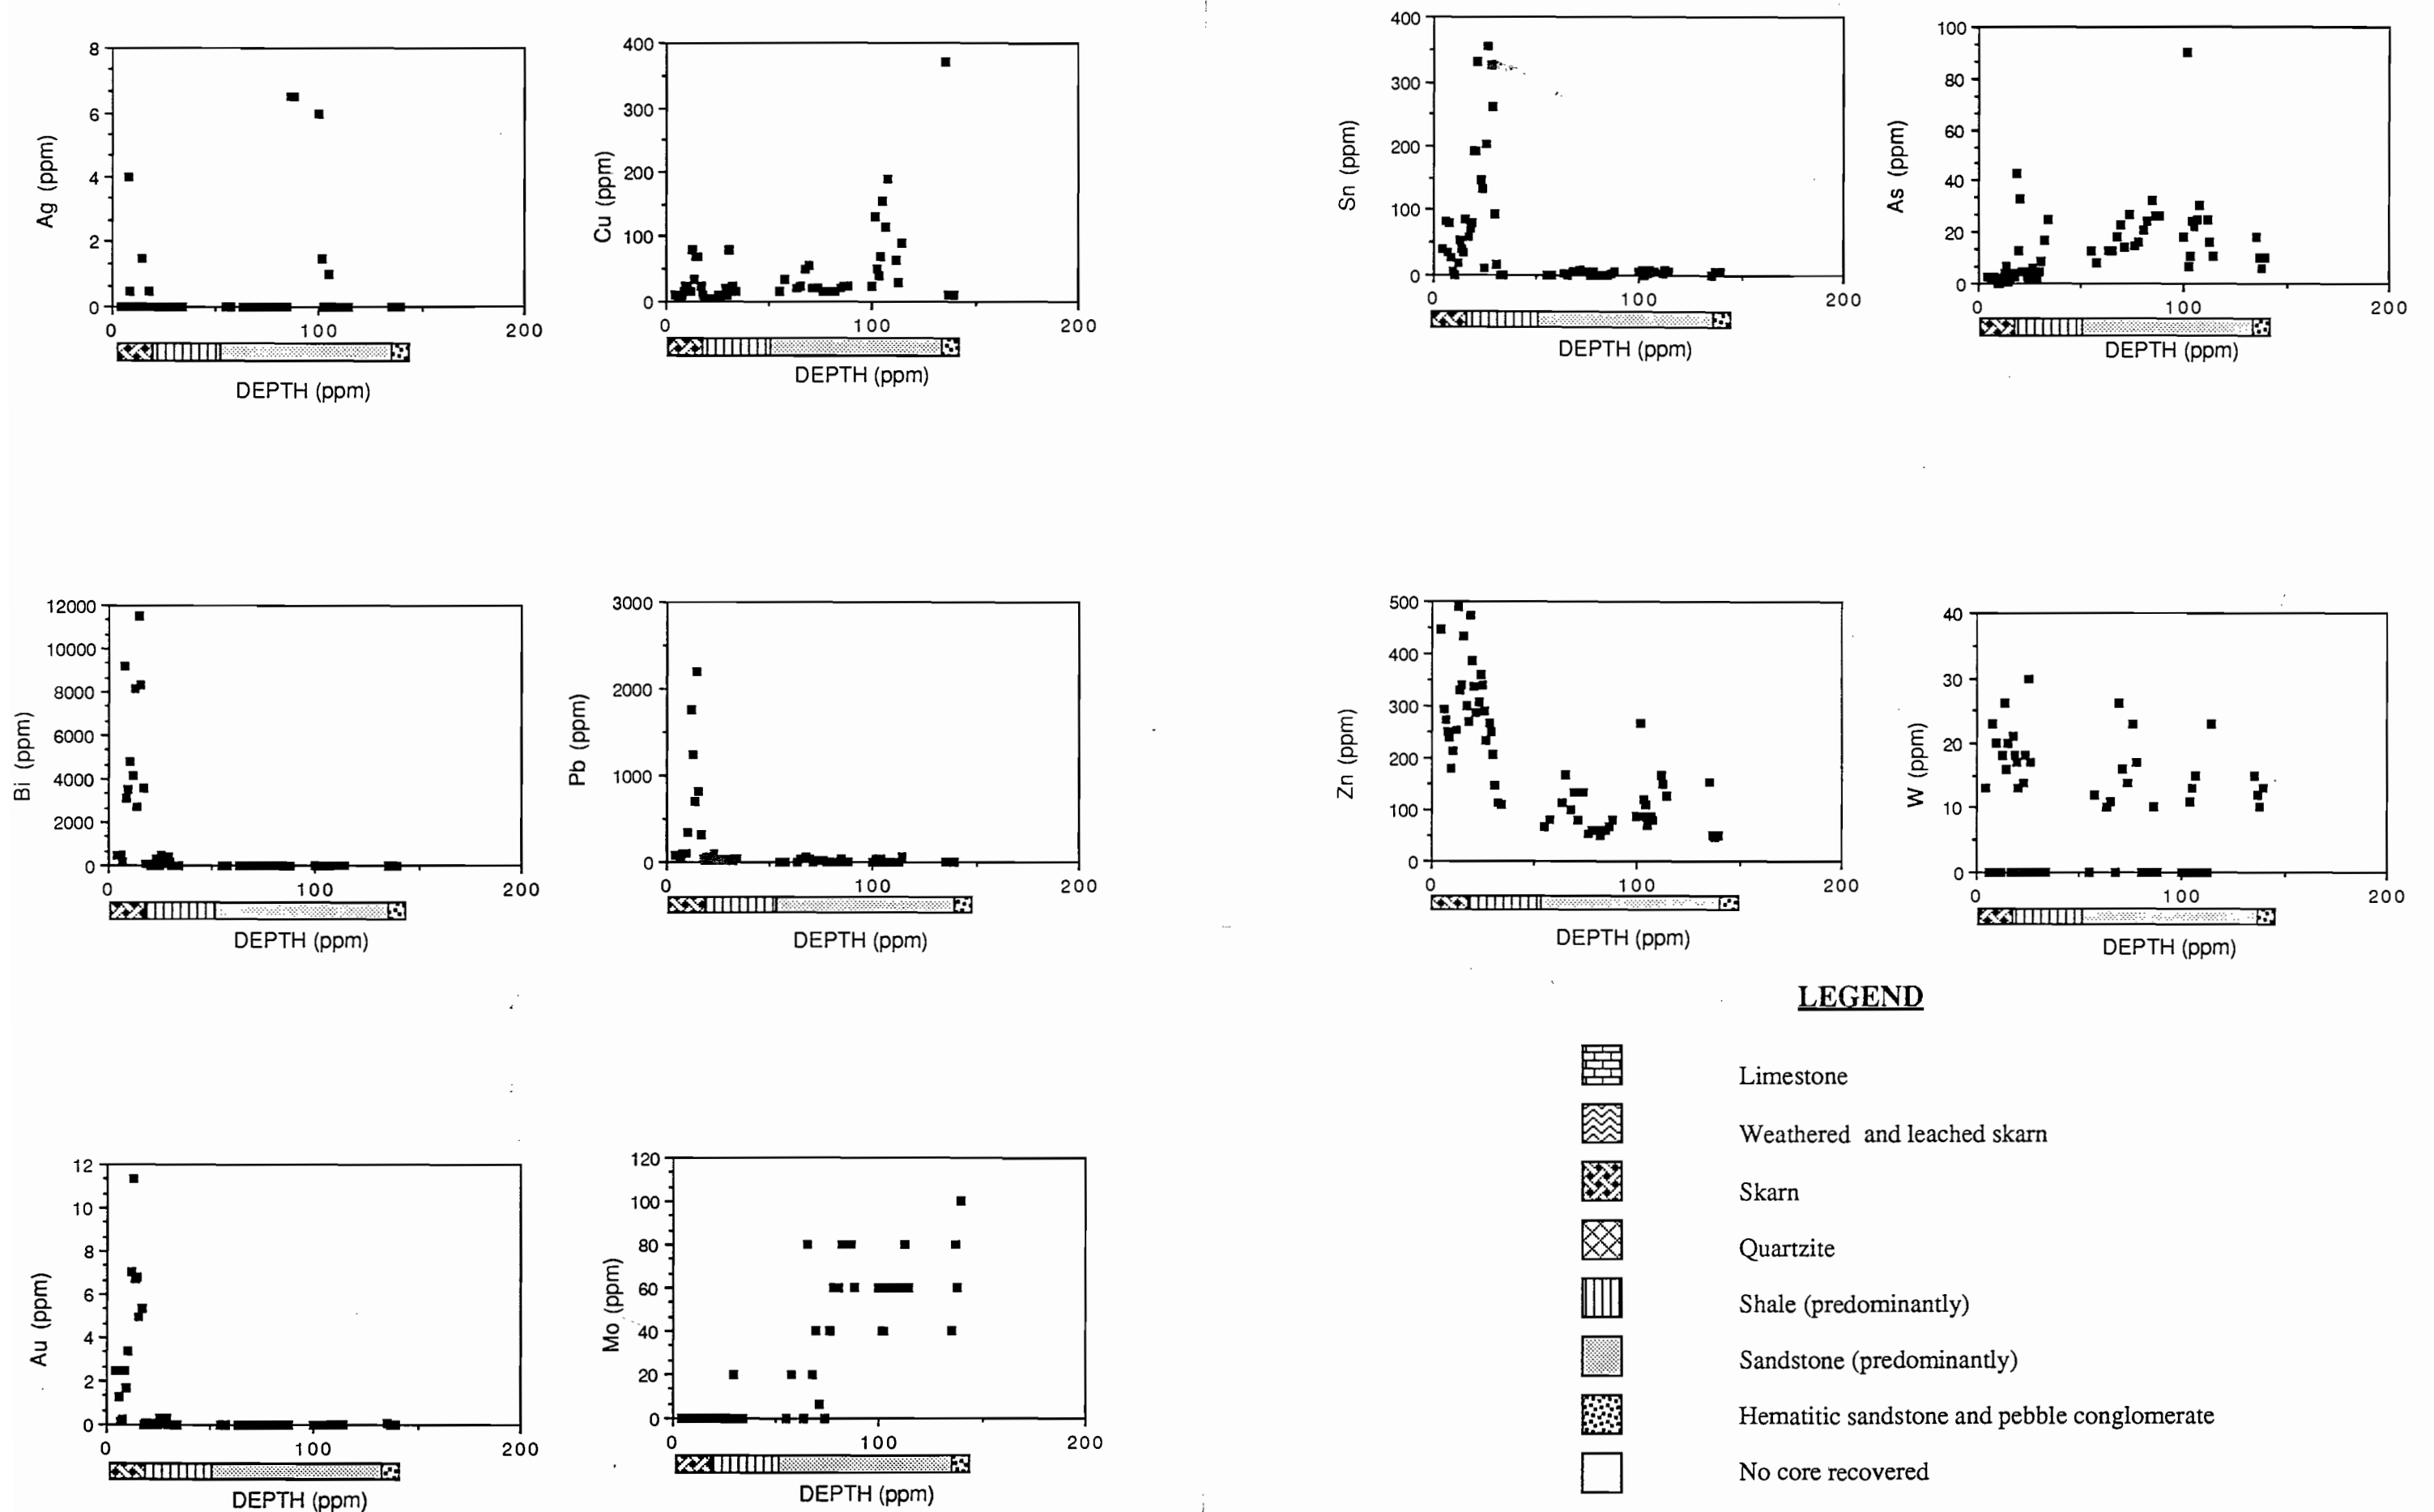 8
6
4
2
0
Ag (ppm)
0 100 200
DEPTH (ppm)
400
300
200
100
0
Cu (ppm)
0 100 200
DEPTH (ppm)
400
300
200
100
0
Sn (ppm)
0 100 200
DEPTH (ppm)
100
80
60
40
20
0
As (ppm)
0 100 200
DEPTH (ppm)
12000
10000
8000
6000
4000
2000
0
Bi (ppm)
0 100 200
DEPTH (ppm)
3000
2000
1000
0
Pb (ppm)
0 100 200
DEPTH (ppm)
500
400
300
200
100
0
Zn (ppm)
0 100 200
DEPTH (ppm)
40
30
20
10
0
W (ppm)
0 100 200
DEPTH (ppm)
12
10
8
6
4
2
0
Au (ppm)
0 100 200
DEPTH (ppm)
120
100
80
60
40
20
0
Mo (ppm)
0 100 200
DEPTH (ppm)
LEGEND
Limestone
Weathered and leached skarn
Skarn
Quartzite
Shale (predominantly)
Sandstone (predominantly)
Hematitic sandstone and pebble conglomerate
No core recovered